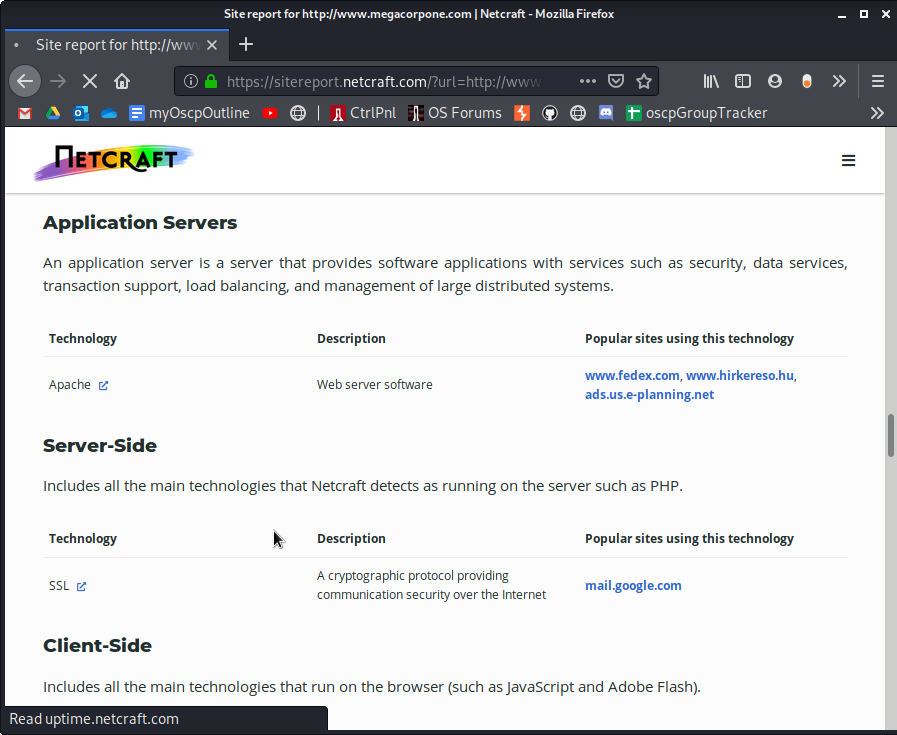 Site report for http://www.megacorpone.com | Netcraft - Mozilla Firefox
Site report for http://www
https://sitereport.netcraft.com/?url=http://www
myOscpOutline
CtrlPnl
OS Forums
oscpGroupTracker
NETCRAFT
Application Servers
An application server is a server that provides software applications with services such as security, data services,
transaction support, load balancing, and management of large distributed systems.
Technology Description Popular sites using this technology
Apache Web server software www.fedex.com, www.hirkereso.hu,
ads.us.e-planning.net
Server-Side
Includes all the main technologies that Netcraft detects as running on the server such as PHP.
Technology Description Popular sites using this technology
SSL A cryptographic protocol providing mail.google.com
communication security over the Internet
Client-Side
Includes all the main technologies that run on the browser (such as JavaScript and Adobe Flash).
Read uptime.netcraft.com